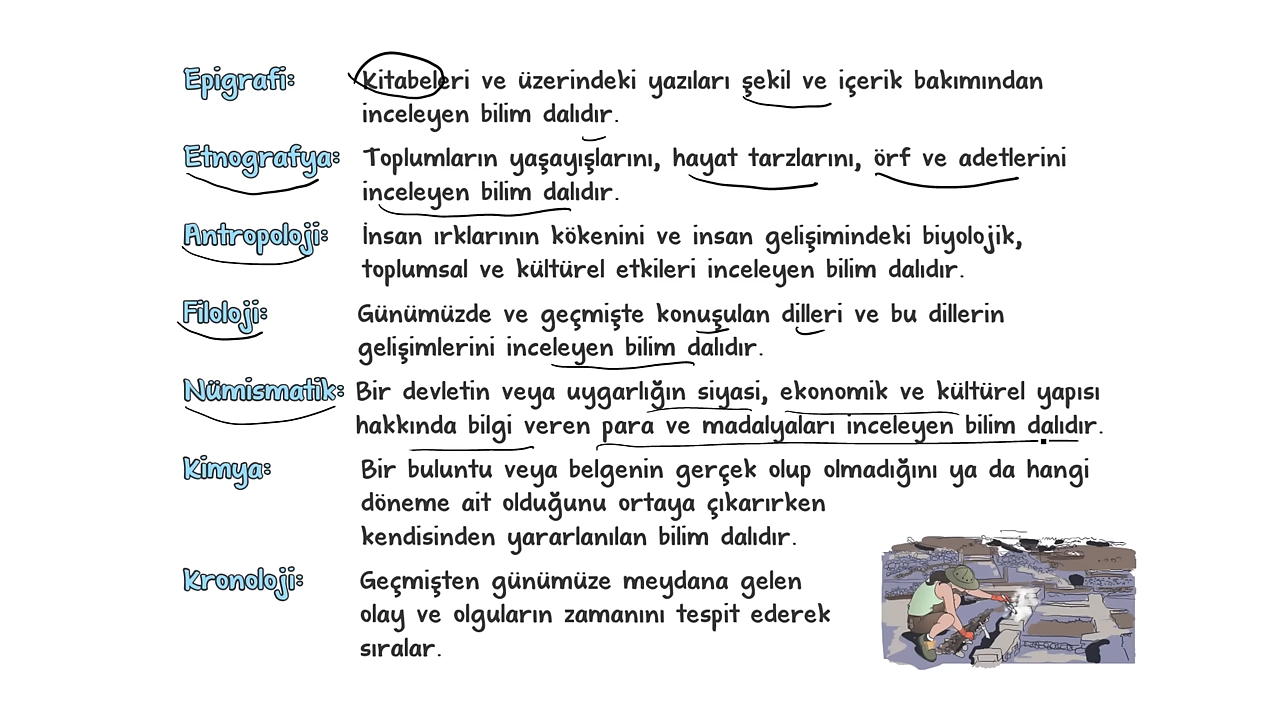 Epigrafi: Kitabeleri ve üzerindeki yazıları şekil ve içerik bakımından
inceleyen bilim dalıdır.
Etnografya: Toplumların yaşayışlarını, hayat tarzlarını, örf ve adetlerini
inceleyen bilim dalıdır.
Antropoloji: İnsan ırklarının kökenini ve insan gelişimindeki biyolojik,
toplumsal ve kültürel etkileri inceleyen bilim dalıdır.
Filoloji: Günümüzde ve geçmişte konuşulan dilleri ve bu dillerin
gelişimlerini inceleyen bilim dalıdır.
Nümismatik: Bir devletin veya uygarlığın siyasi, ekonomik ve kültürel yapısı
hakkında bilgi veren para ve madalyaları inceleyen bilim dalıdır.
Kimya: Bir buluntu veya belgenin gerçek olup olmadığını ya da hangi
döneme ait olduğunu ortaya çıkarırken
kendisinden yararlanılan bilim dalıdır.
Kronoloji: Geçmişten günümüze meydana gelen
olay ve olguların zamanını tespit ederek
sıralar.